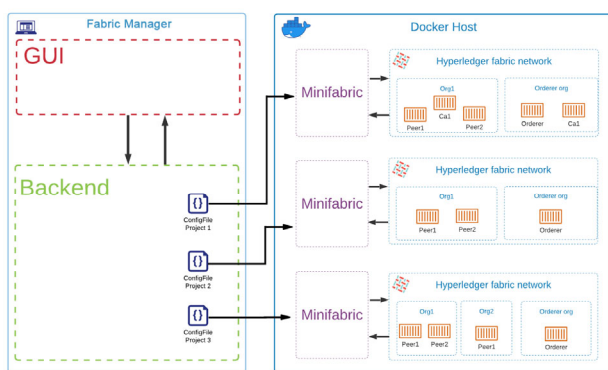 Fabric Manager
GUI
Backend
{}
ConfigFile
Project 1
{}
ConfigFile
Project 2
{}
ConfigFile
Project 3
Docker Host
Minifabric
Hyperledger fabric network
Org1
Peer1
Ca1
Peer2
Orderer org
Orderer
Ca1
Minifabric
Hyperledger fabric network
Org1
Peer1
Peer2
Orderer org
Orderer
Minifabric
Hyperledger fabric network
Org1
Peer1
Peer2
Org2
Peer1
Orderer org
Orderer